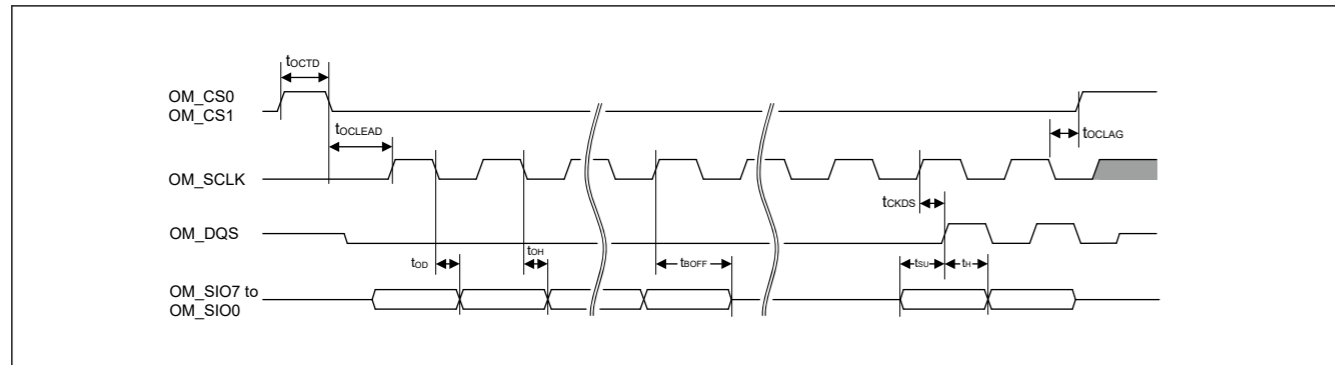 tOCTD
OM_CS0
OM_CS1
tOCLEAD
tOCLAG
OM_SCLK
tCKDS
OM_DQS
tOD
tOH
tBOFF
tSU
tH
OM_SIO7 to
OM_SIO0